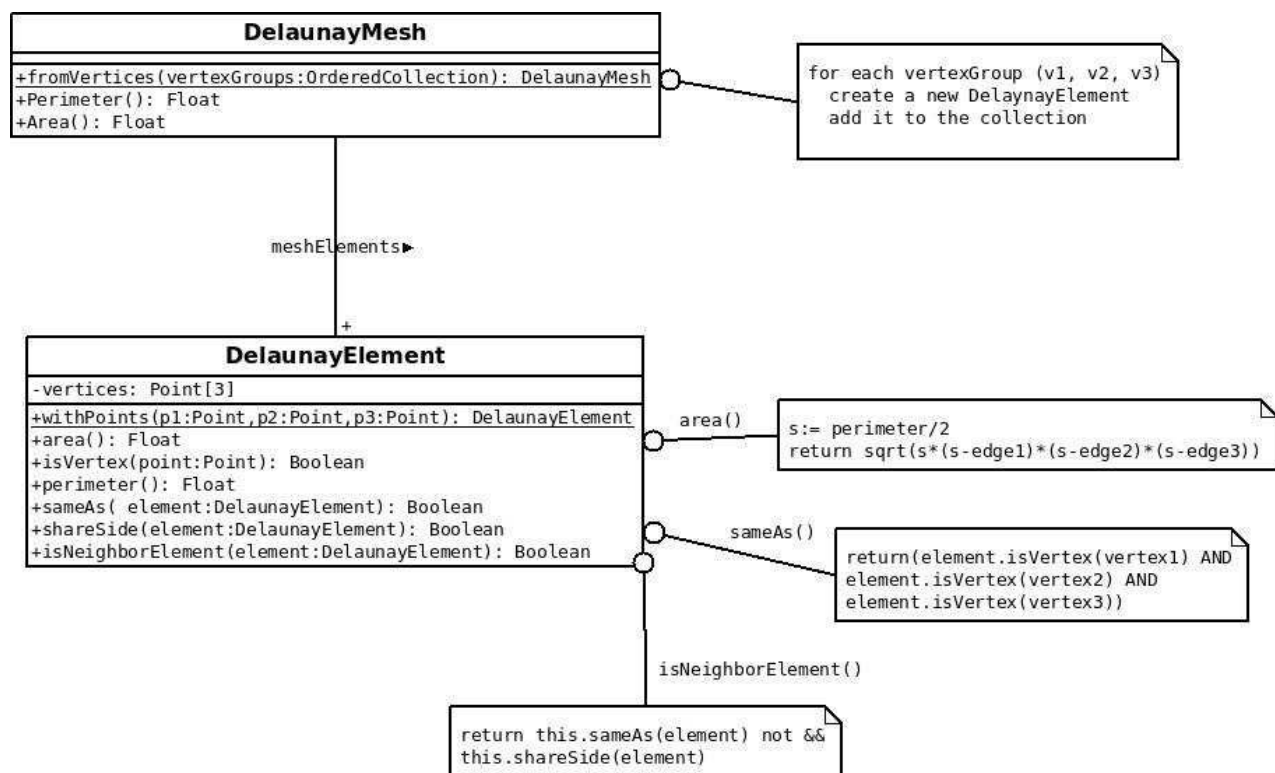 DelaunayMesh
+fromVertices(vertexGroups:OrderedCollection): DelaunayMesh
+Perimeter(): Float
+Area(): Float
for each vertexGroup (v1, v2, v3)
create a new DelaynayElement
add it to the collection
meshElements▶
+
DelaunayElement
-vertices: Point[3]
+withPoints(p1:Point,p2:Point,p3:Point): DelaunayElement
+area(): Float
+isVertex(point:Point): Boolean
+perimeter(): Float
+sameAs( element:DelaunayElement): Boolean
+shareSide(element:DelaunayElement): Boolean
+isNeighborElement(element:DelaunayElement): Boolean
area()
s:= perimeter/2
return sqrt(s*(s-edge1)*(s-edge2)*(s-edge3))
sameAs()
return(element.isVertex(vertex1) AND
element.isVertex(vertex2) AND
element.isVertex(vertex3))
isNeighborElement()
return this.sameAs(element) not &&
this.shareSide(element)